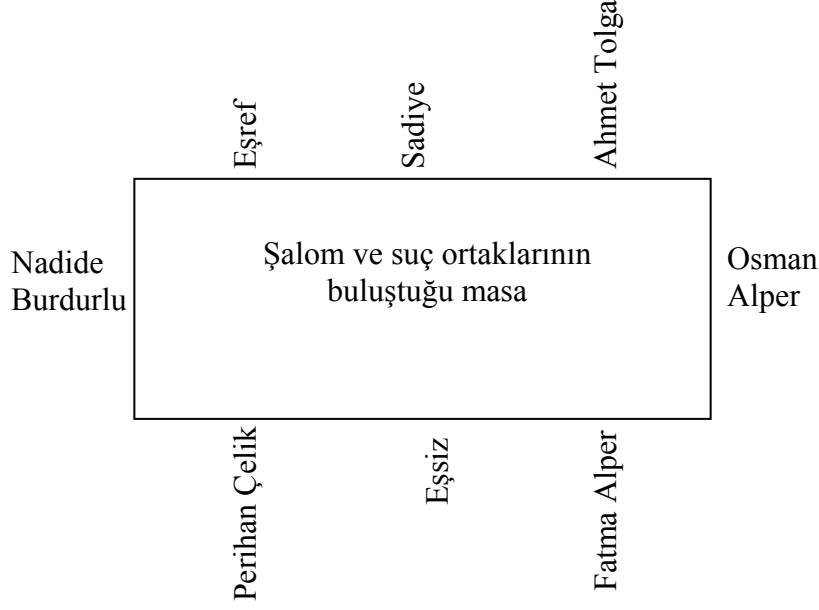 Eşref
Sadiye
Ahmet Tolga
Nadide
Burdurlu
Şalom ve suç ortaklarının
buluştuğu masa
Osman
Alper
Perihan Çelik
Eşsiz
Fatma Alper